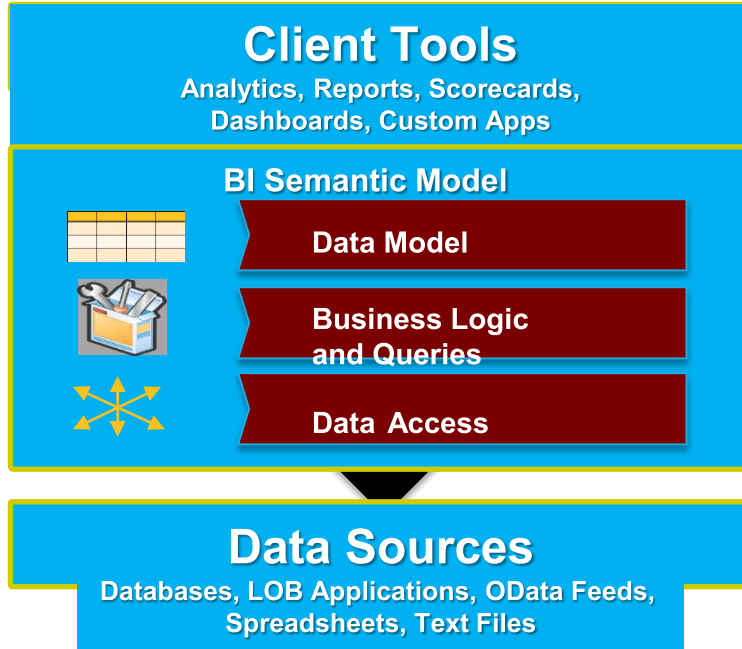 Client Tools
Analytics, Reports, Scorecards,
Dashboards, Custom Apps
BI Semantic Model
Data Model
Business Logic
and Queries
Data Access
Data Sources
Databases, LOB Applications, OData Feeds,
Spreadsheets, Text Files